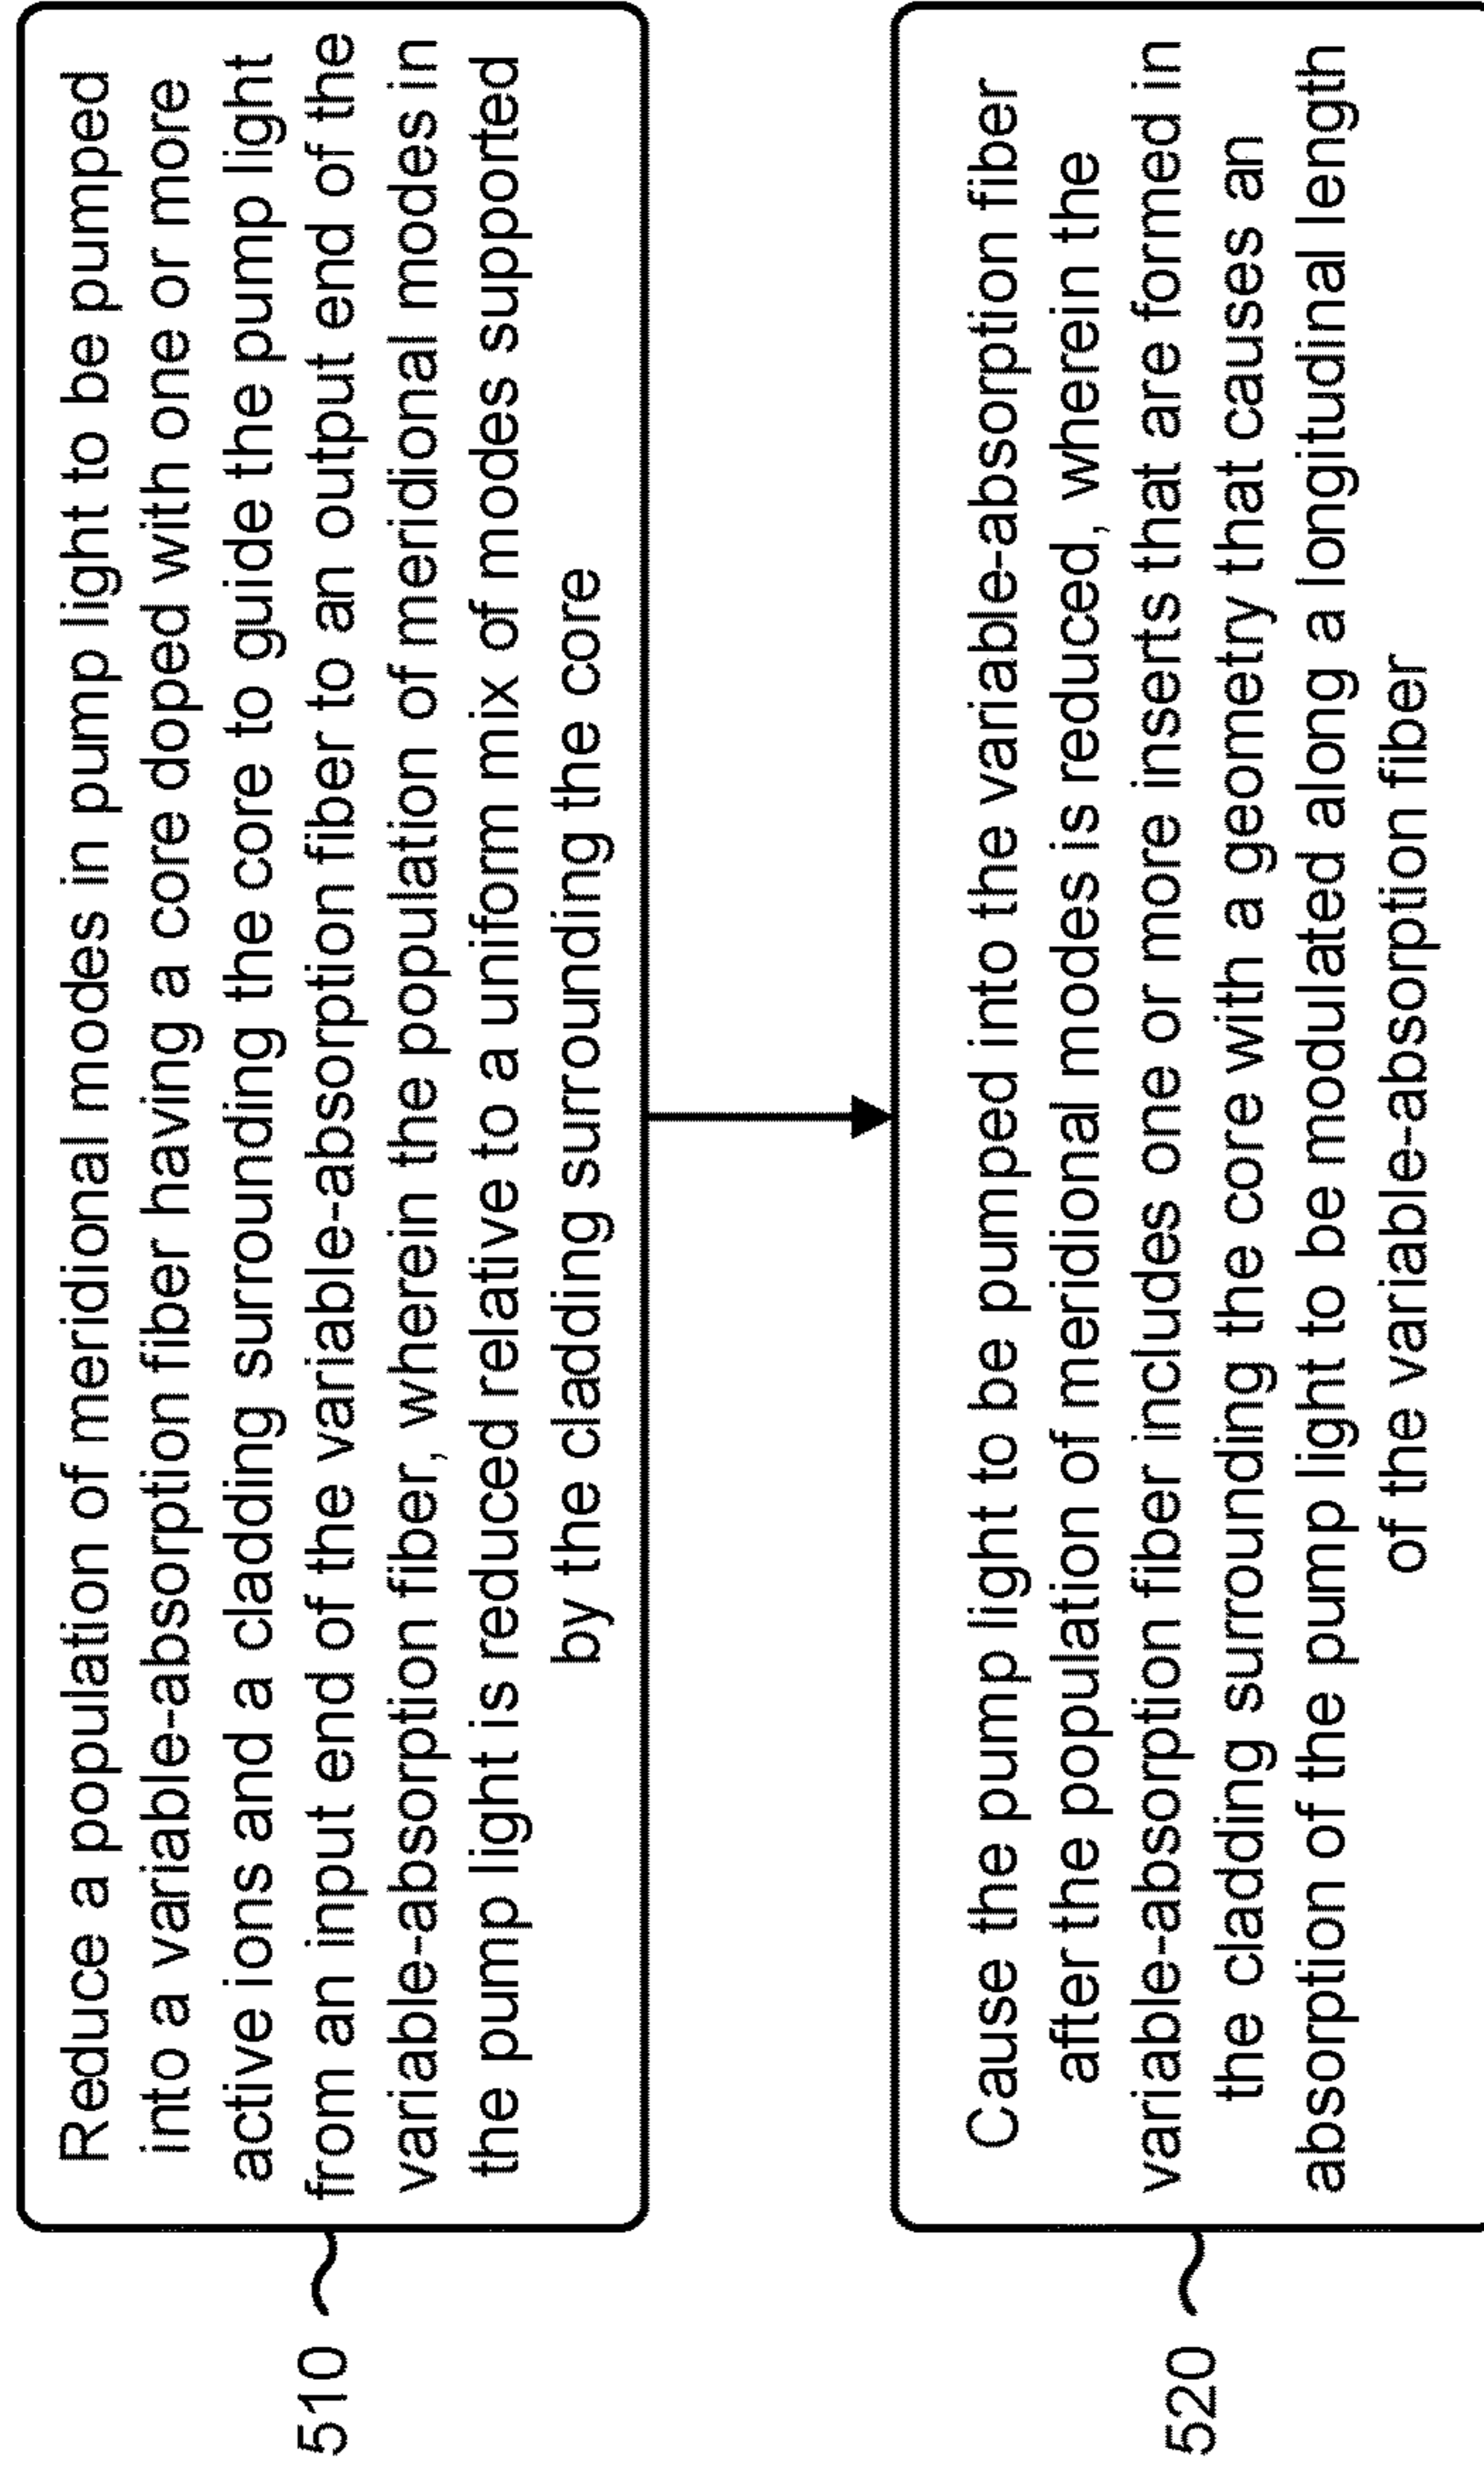 510
Reduce a population of meridional modes in pump light to be pumped
into a variable-absorption fiber having a core doped with one or more
active ions and a cladding surrounding the core to guide the pump light
from an input end of the variable-absorption fiber to an output end of the
variable-absorption fiber, wherein the population of meridional modes in
the pump light is reduced relative to a uniform mix of modes supported
by the cladding surrounding the core
520
Cause the pump light to be pumped into the variable-absorption fiber
after the population of meridional modes is reduced, wherein the
variable-absorption fiber includes one or more inserts that are formed in
the cladding surrounding the core with a geometry that causes an
absorption of the pump light to be modulated along a longitudinal length
of the variable-absorption fiber